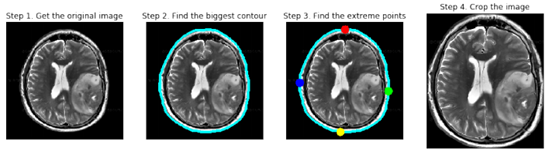 Step 1. Get the original image
Step 2. Find the biggest contour
Step 3. Find the extreme points
Step 4. Crop the image